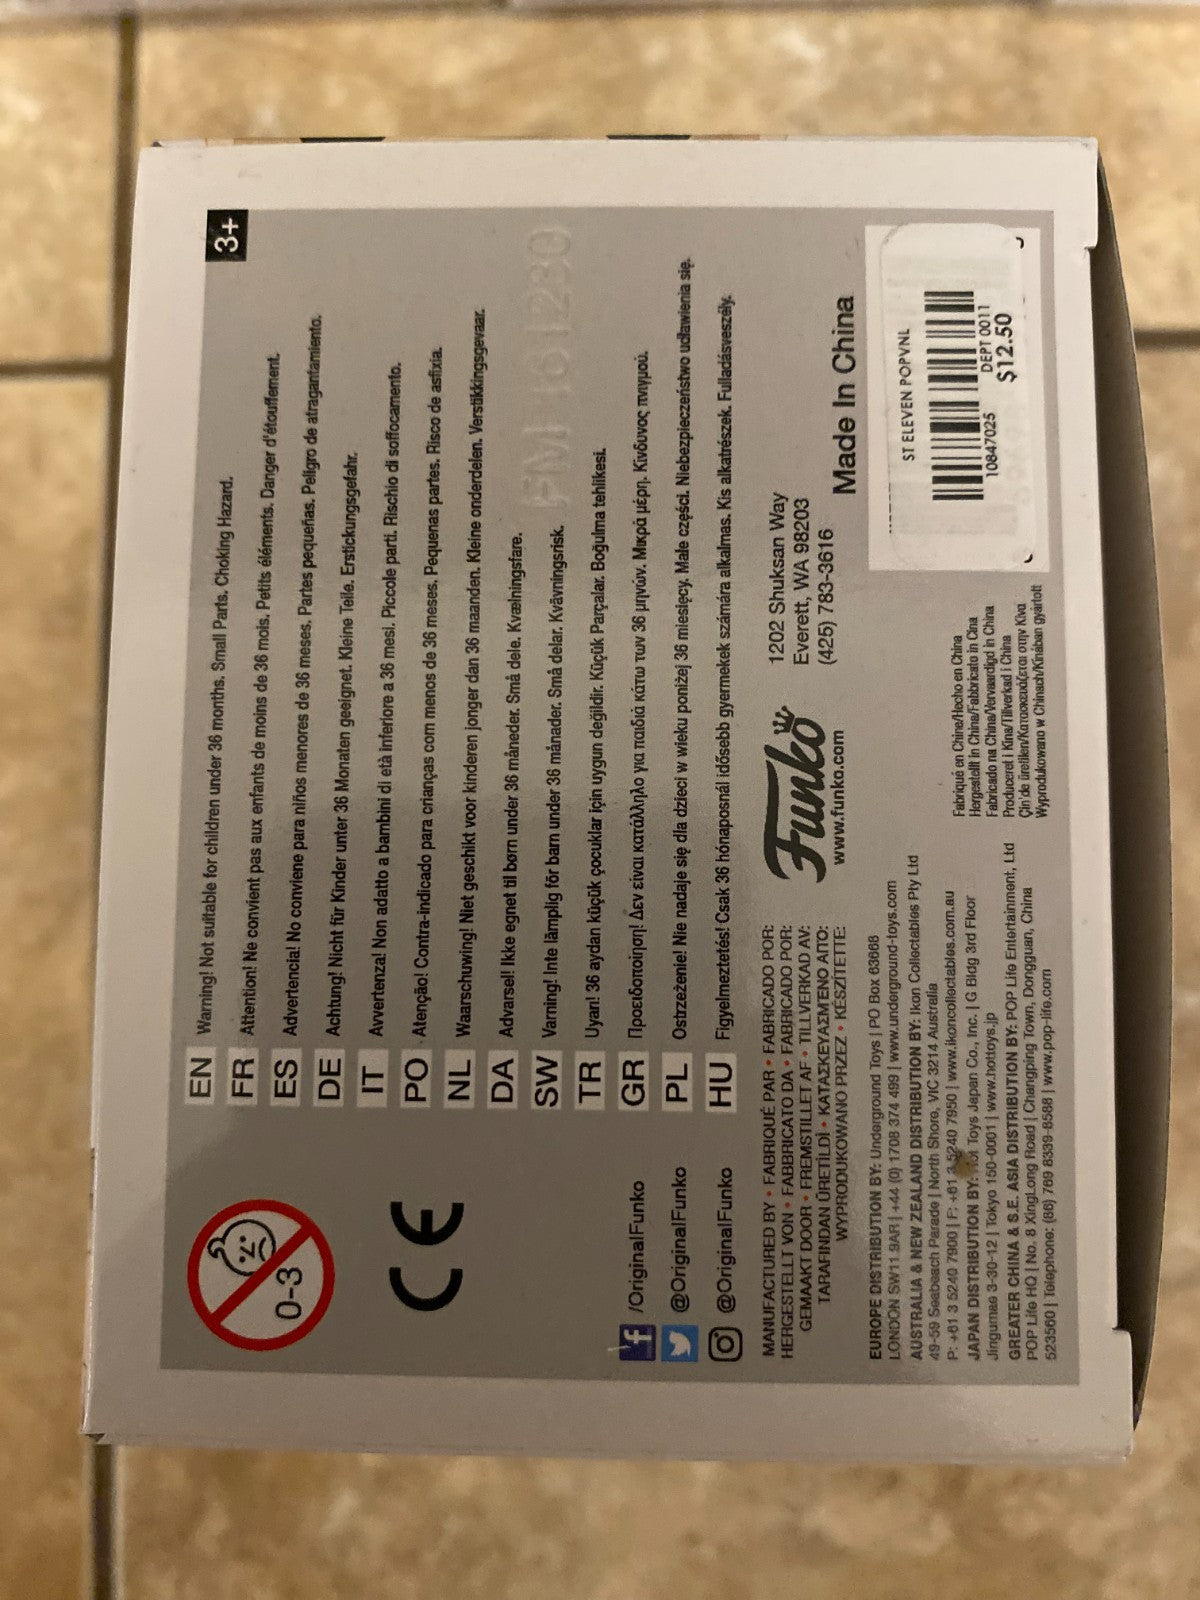 3+
0-3
EN Warning! Not suitable for children under 36 months. Small Parts. Choking Hazard.
FR Attention! Ne convient pas aux enfants de moins de 36 mois. Petits éléments. Danger d'étouffement.
ES Advertencia! No conviene para niños menores de 36 meses. Partes pequeñas. Peligro de atragantamiento.
DE Achtung! Nicht für Kinder unter 36 Monaten geeignet. Kleine Teile. Erstickungsgefahr.
IT Avvertenza! Non adatto a bambini di età inferiore a 36 mesi. Piccole parti. Rischio di soffocamento.
PO Atenção! Contra-indicado para crianças com menos de 36 meses. Pequenas partes. Risco de asfixia.
NL Waarschuwing! Niet geschikt voor kinderen jonger dan 36 maanden. Kleine onderdelen. Verstikkingsgevaar.
DA Advarsel! Ikke egnet til børn under 36 måneder. Små dele. Kvælningsfare.
SW Varning! Inte lämplig för barn under 36 månader. Små delar. Kvävningsrisk.
TR Uyarı! 36 aydan küçük çocuklar için uygun değildir. Küçük Parçalar. Boğulma tehlikesi.
GR Προειδοποίηση! Δεν είναι κατάλληλο για παιδιά κάτω των 36 μηνών. Μικρά μέρη. Κίνδυνος πνιγμού.
PL Ostrzeżenie! Nie nadaje się dla dzieci w wieku poniżej 36 miesięcy. Małe części. Niebezpieczeństwo udławienia się.
HU Figyelmeztetés! Csak 36 hónaposnál idősebb gyermekek számára alkalmas. Kis alkatrészek. Fulladásveszély.
CE
/OriginalFunko
@OriginalFunko
@OriginalFunko
MANUFACTURED BY • FABRIQUÉ PAR • FABRICADO POR:
HERGESTELLT VON • FABBRICATO DA • FABRICADO POR:
GEMAAKT DOOR • FREMSTILLET AF • TILLVERKAD AV:
TARAFINDAN ÜRETİLDİ • ΚΑΤΑΣΚΕΥΑΣΜΈΝΟ ΑΠΌ:
WYPRODUKOWANO PRZEZ • KÉSZÍTETTE:
Funko
www.funko.com
1202 Shuksan Way
Everett, WA 98203
(425) 783-3616
Made In China
EUROPE DISTRIBUTION BY: Underground Toys | PO Box 63668
LONDON SW11 9AR | +44 (0) 1708 374 499 | www.underground-toys.com
AUSTRALIA & NEW ZEALAND DISTRIBUTION BY: Ikon Collectables Pty Ltd
49-59 Seabeach Parade | North Shore, VIC 3214 Australia
P: +61 3 5240 7900 | F: +61 3 5240 7950 | www.ikoncollectables.com.au
JAPAN DISTRIBUTION BY: Hot Toys Japan Co., Inc. | G Bldg 3rd Floor
Jingumae 3-30-12 | Tokyo 150-0001 | www.hottoys.jp
GREATER CHINA & S.E. ASIA DISTRIBUTION BY: POP Life Entertainment, Ltd
POP Life HQ | No. 8 XingLong Road | Changping Town, Dongguan, China
523560 | Telephone: (86) 769 8339-8588 | www.pop-life.com
Fabriqué en Chine/Hecho en China
Hergestellt in China/Fabbricato in Cina
Fabricado na China/Vervaardigd in China
Produceret i Kina/Tillverkad i China
Çin'de üretilen/Κατασκευάζεται στην Κίνα
Wyprodukowano w Chinach/Kínában gyártott
ST ELEVEN POPVNL
10847025
DEPT 0011
$12.50